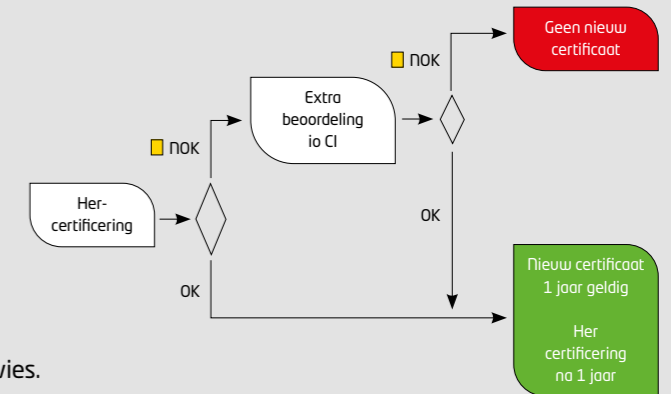 Geen nieuw
certificaat
NOK
Extra
beoordeling
io CI
NOK
Her-
certificering
OK
OK
Nieuw certificaat
1 jaar geldig
Her
certificering
na 1 jaar